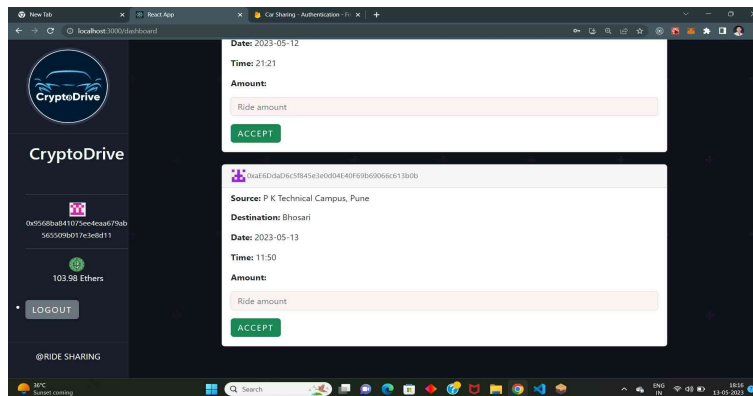 New Tab
React App
Car Sharing - Authentication - Fi
localhost:3000/dashboard
CryptoDrive
CryptoDrive
0x9568ba841075ee4eaa679ab
565509b017e3e8d11
103.98 Ethers
LOGOUT
@RIDE SHARING
Date: 2023-05-12
Time: 21:21
Amount:
Ride amount
ACCEPT
0xaE6DdaD6c5f845e3e0d04E40F69b69066c613b0b
Source: P K Technical Campus, Pune
Destination: Bhosari
Date: 2023-05-13
Time: 11:50
Amount:
Ride amount
ACCEPT
36°C
Sunset coming
Search
ENG
IN
18:16
13-05-2023